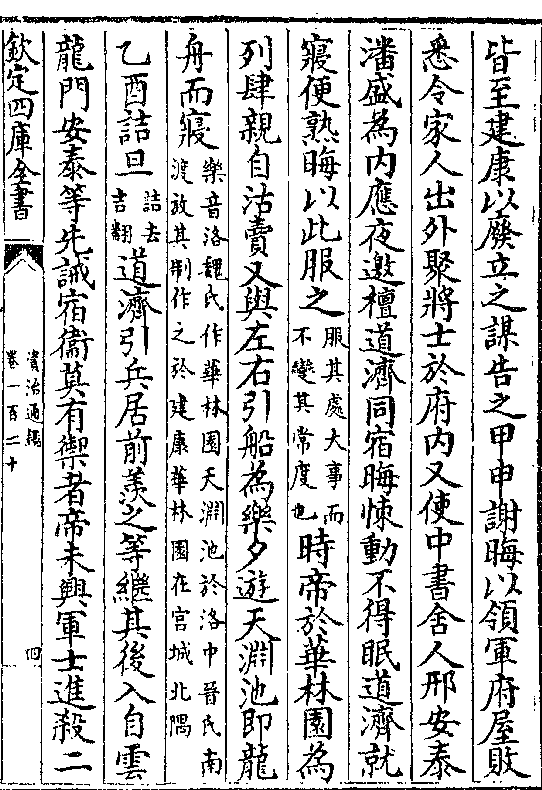 皆至建康以廢立之謀告之甲申謝晦以領軍府屋敗
悉令家人出外聚將士於府內又使中書舍人邢安泰
潘盛為內應夜邀檀道濟同宿晦悚動不得眠道濟就
寢便熟晦以此服之
服其處大事而
不變其常度也
時帝於華林園為
列肆親自沽賣又與左右引船為樂夕遊天淵池即龍
舟而寢
樂音洛魏氏作華林園天淵池於洛中晉氏南
渡放其制作之於建康華林園在宮城北隅
乙酉詰旦
詰去
吉翻
道濟引兵居前羨之等繼其後入自雲
龍門安泰等先誡宿衞莫有禦者帝未興軍士進殺二
欽定四庫全書
資治通鑑
卷一百二十
四